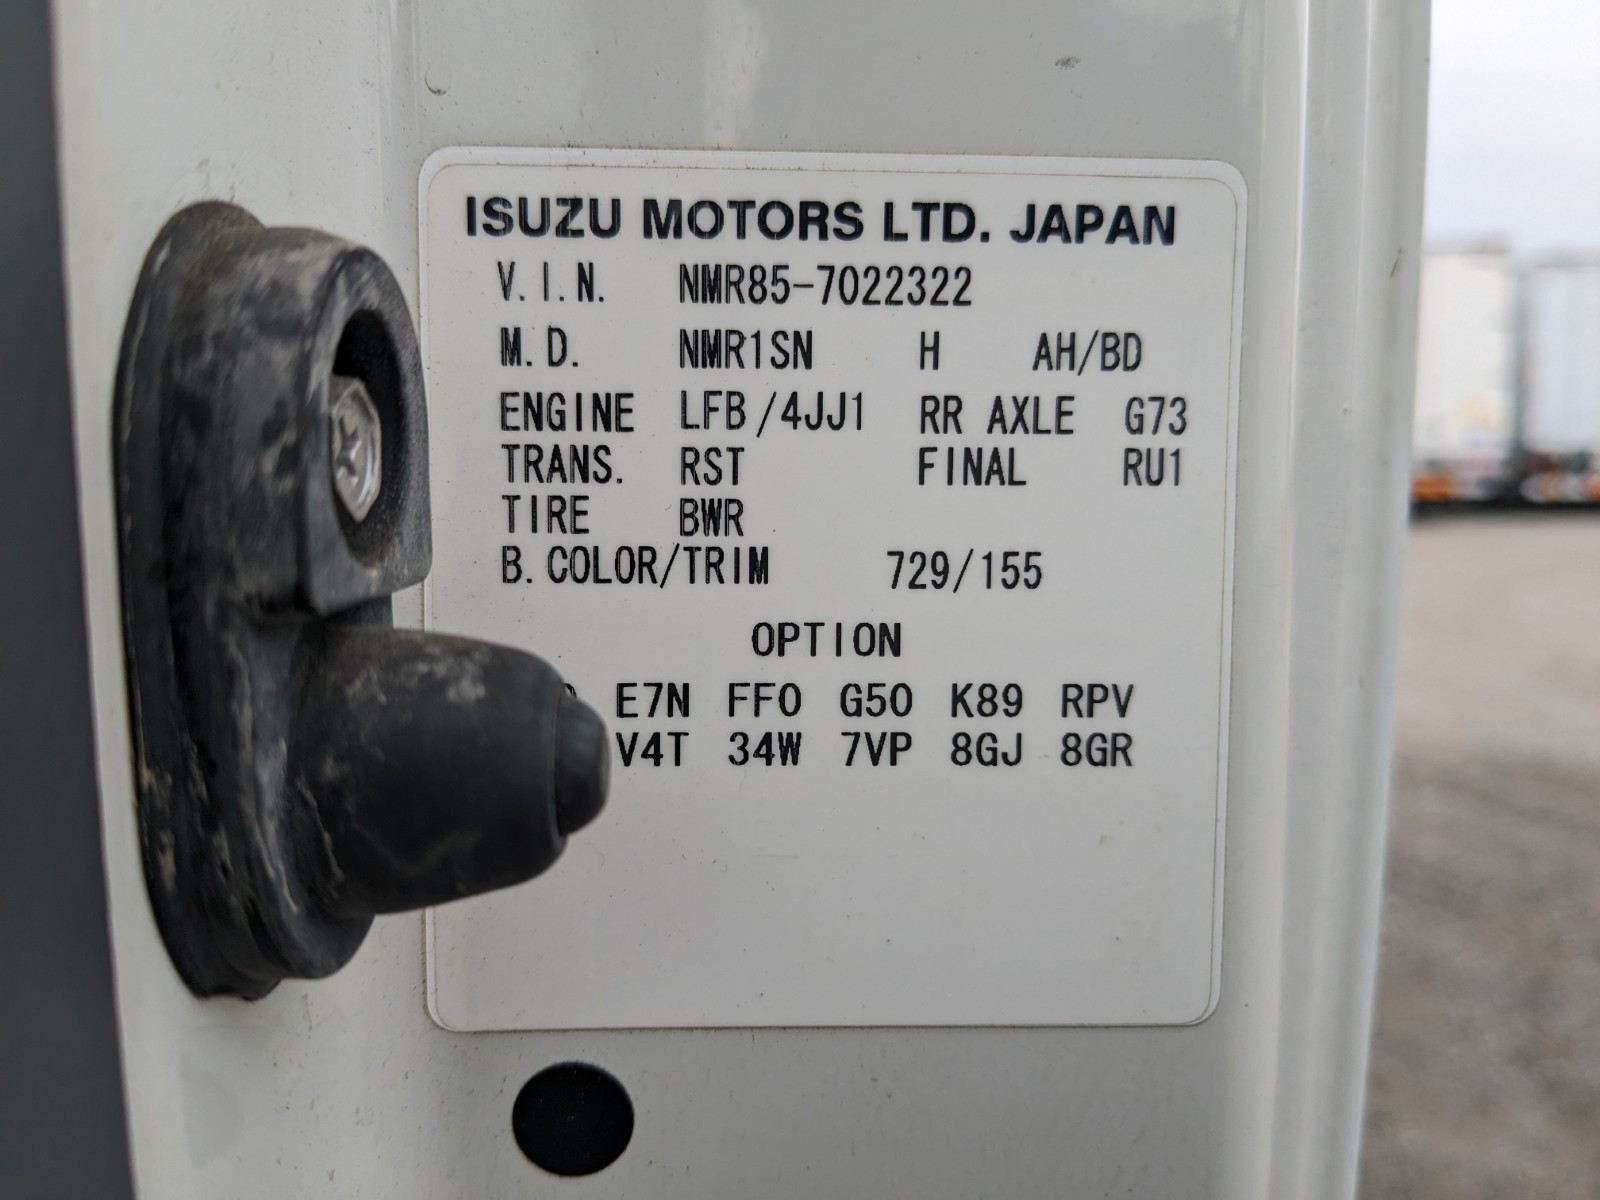 ISUZU MOTORS LTD. JAPAN
V.I.N. NMR85-7022322
M.D. NMR1SN H AH/BD
ENGINE LFB/4JJ1 RR AXLE G73
TRANS. RST FINAL RU1
TIRE BWR
B.COLOR/TRIM 729/155
OPTION
E7N FF0 G50 K89 RPV
V4T 34W 7VP 8GJ 8GR